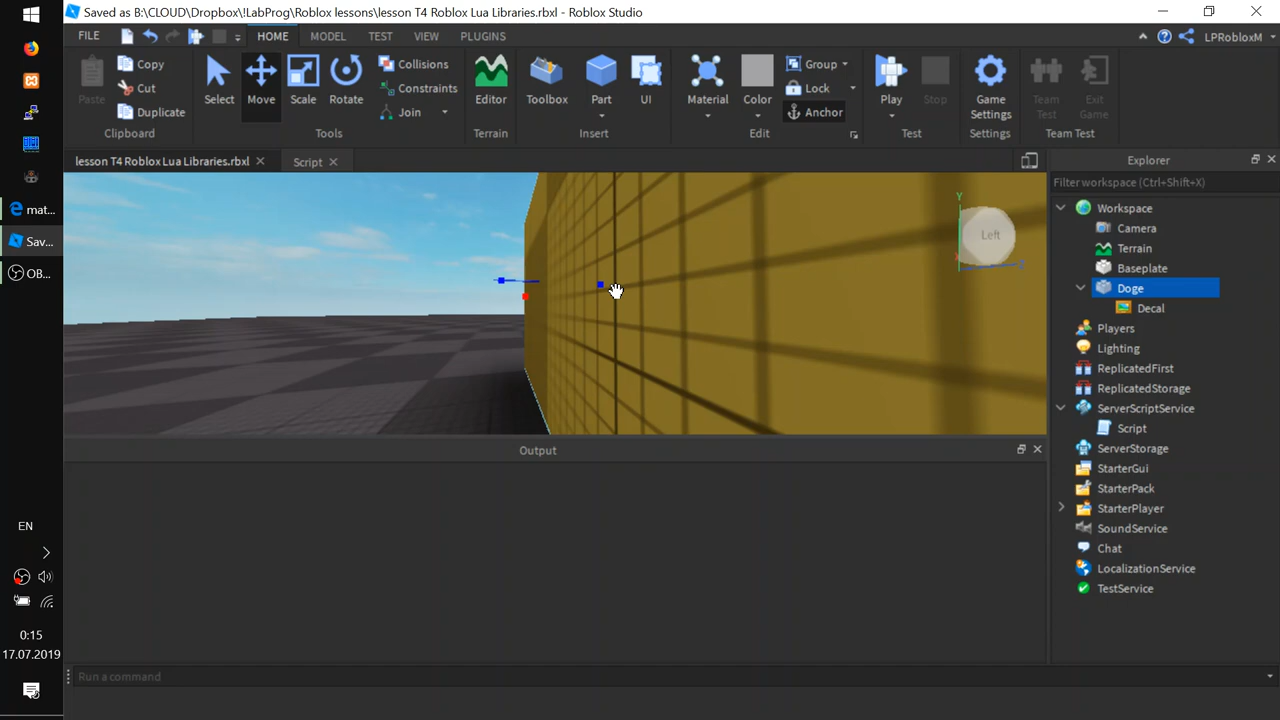 Saved as B:\CLOUD\Dropbox\!LabProg\Roblox lessons\lesson T4 Roblox Lua Libraries.rbxl - Roblox Studio
FILE
HOME
MODEL
TEST
VIEW
PLUGINS
LPRobloxM
Paste
Copy
Cut
Duplicate
Clipboard
Select
Move
Scale
Rotate
Collisions
Constraints
Join
Tools
Editor
Terrain
Toolbox
Part
UI
Insert
Material
Color
Group
Lock
Anchor
Edit
Play
Stop
Test
Game
Settings
Settings
Team
Test
Exit
Game
Team Test
lesson T4 Roblox Lua Libraries.rbxl
Script
Explorer
Filter workspace (Ctrl+Shift+X)
Workspace
Camera
Terrain
Baseplate
Doge
Decal
Players
Lighting
ReplicatedFirst
ReplicatedStorage
ServerScriptService
Script
ServerStorage
StarterGui
StarterPack
StarterPlayer
SoundService
Chat
LocalizationService
TestService
Y
Left
X
Z
Output
Run a command
mat...
Sav...
OB...
EN
0:15
17.07.2019